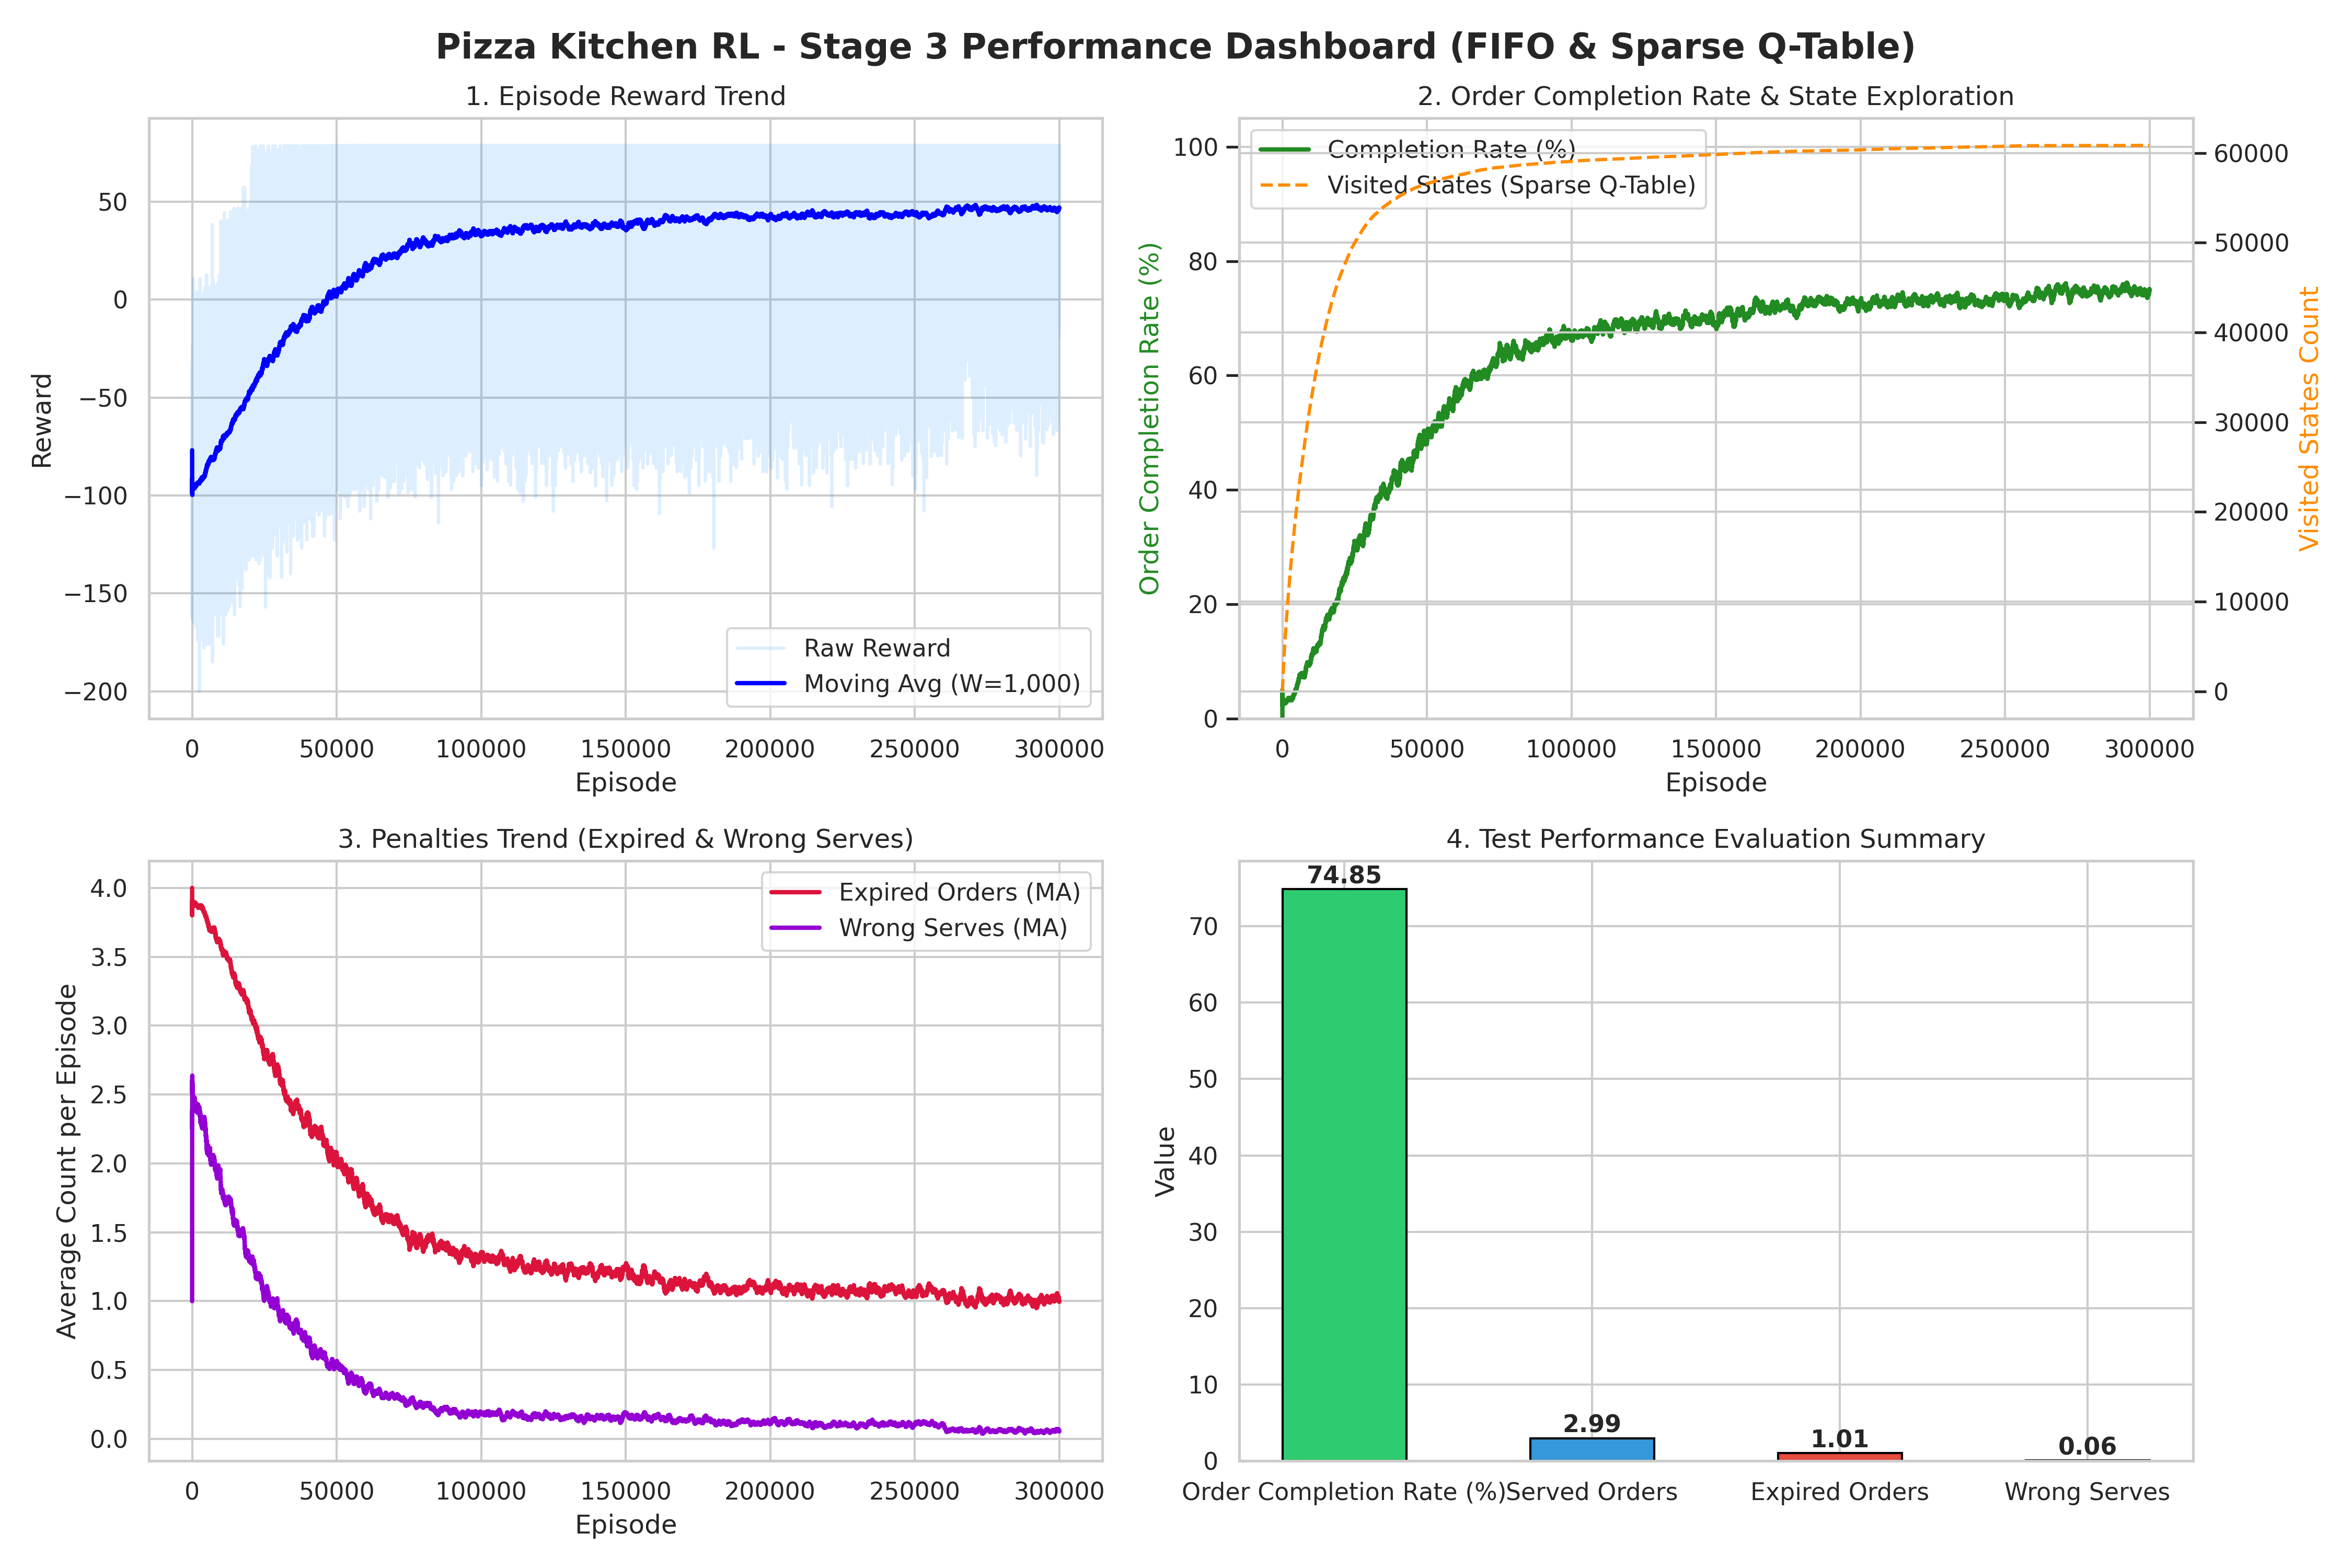 Pizza Kitchen RL - Stage 3 Performance Dashboard (FIFO & Sparse Q-Table)
1. Episode Reward Trend
50
0
−50
−100
−150
−200
Reward
Raw Reward
Moving Avg (W=1,000)
0 50000 100000 150000 200000 250000 300000
Episode
2. Order Completion Rate & State Exploration
100
80
60
40
20
0
Order Completion Rate (%)
Completion Rate (%)
Visited States (Sparse Q-Table)
60000
50000
40000
30000
20000
10000
0
Visited States Count
0 50000 100000 150000 200000 250000 300000
Episode
3. Penalties Trend (Expired & Wrong Serves)
4.0
3.5
3.0
2.5
2.0
1.5
1.0
0.5
0.0
Average Count per Episode
Expired Orders (MA)
Wrong Serves (MA)
0 50000 100000 150000 200000 250000 300000
Episode
4. Test Performance Evaluation Summary
70
60
50
40
30
20
10
0
Value
74.85
2.99
1.01
0.06
Order Completion Rate (%) Served Orders Expired Orders Wrong Serves